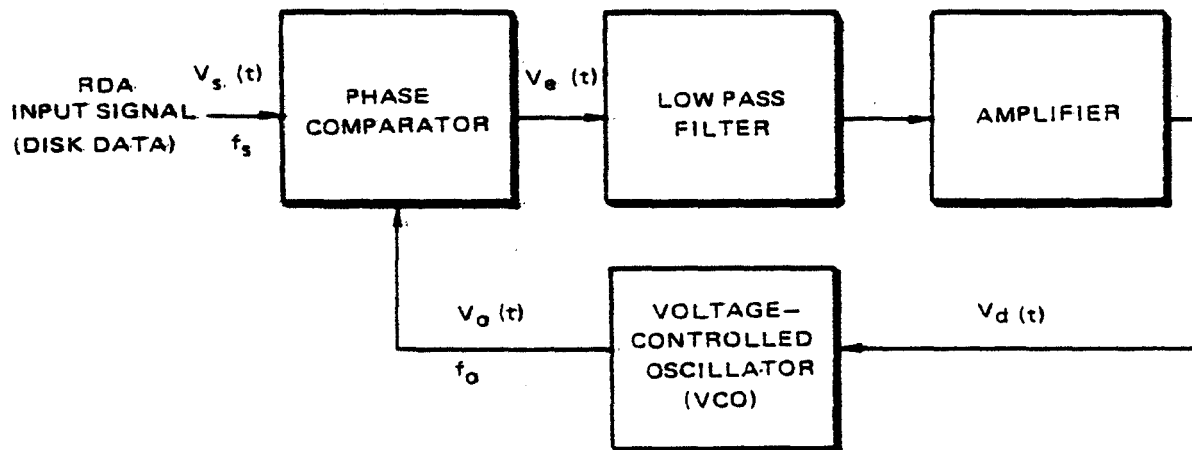 RDA
INPUT SIGNAL
(DISK DATA)
Vs (t)
fs
PHASE
COMPARATOR
Ve (t)
LOW PASS
FILTER
AMPLIFIER
Vo (t)
fo
VOLTAGE–
CONTROLLED
OSCILLATOR
(VCO)
Vd (t)